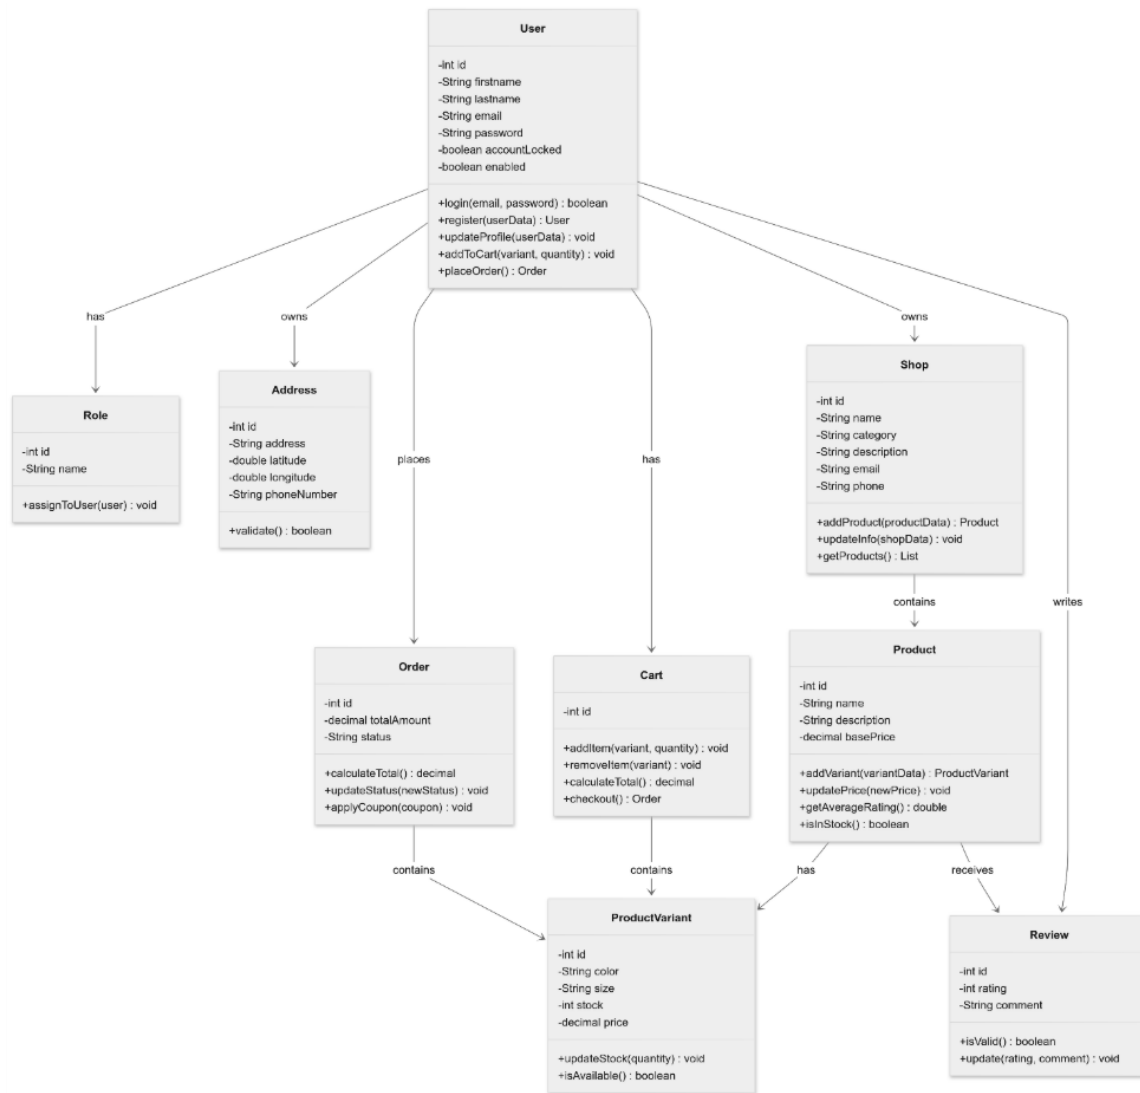 User
-int id
-String firstname
-String lastname
-String email
-String password
-boolean accountLocked
-boolean enabled
+login(email, password) : boolean
+register(userData) : User
+updateProfile(userData) : void
+addToCart(variant, quantity) : void
+placeOrder() : Order
has
owns
places
has
owns
writes
Role
-int id
-String name
+assignToUser(user) : void
Address
-int id
-String address
-double latitude
-double longitude
-String phoneNumber
+validate() : boolean
Shop
-int id
-String name
-String category
-String description
-String email
-String phone
+addProduct(productData) : Product
+updateInfo(shopData) : void
+getProducts() : List
contains
Order
-int id
-decimal totalAmount
-String status
+calculateTotal() : decimal
+updateStatus(newStatus) : void
+applyCoupon(coupon) : void
Cart
-int id
+addItem(variant, quantity) : void
+removeItem(variant) : void
+calculateTotal() : decimal
+checkout() : Order
Product
-int id
-String name
-String description
-decimal basePrice
+addVariant(variantData) : ProductVariant
+updatePrice(newPrice) : void
+getAverageRating() : double
+isInStock() : boolean
contains
contains
has
receives
ProductVariant
-int id
-String color
-String size
-int stock
-decimal price
+updateStock(quantity) : void
+isAvailable() : boolean
Review
-int id
-int rating
-String comment
+isValid() : boolean
+update(rating, comment) : void